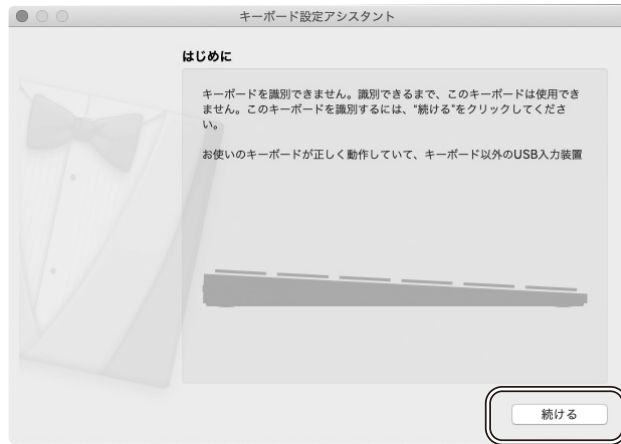 キーボード設定アシスタント
はじめに
キーボードを識別できません。識別できるまで、このキーボードは使用でき
ません。このキーボードを識別するには、“続ける”をクリックしてくださ
い。
お使いのキーボードが正しく動作していて、キーボード以外のUSB入力装置
続ける